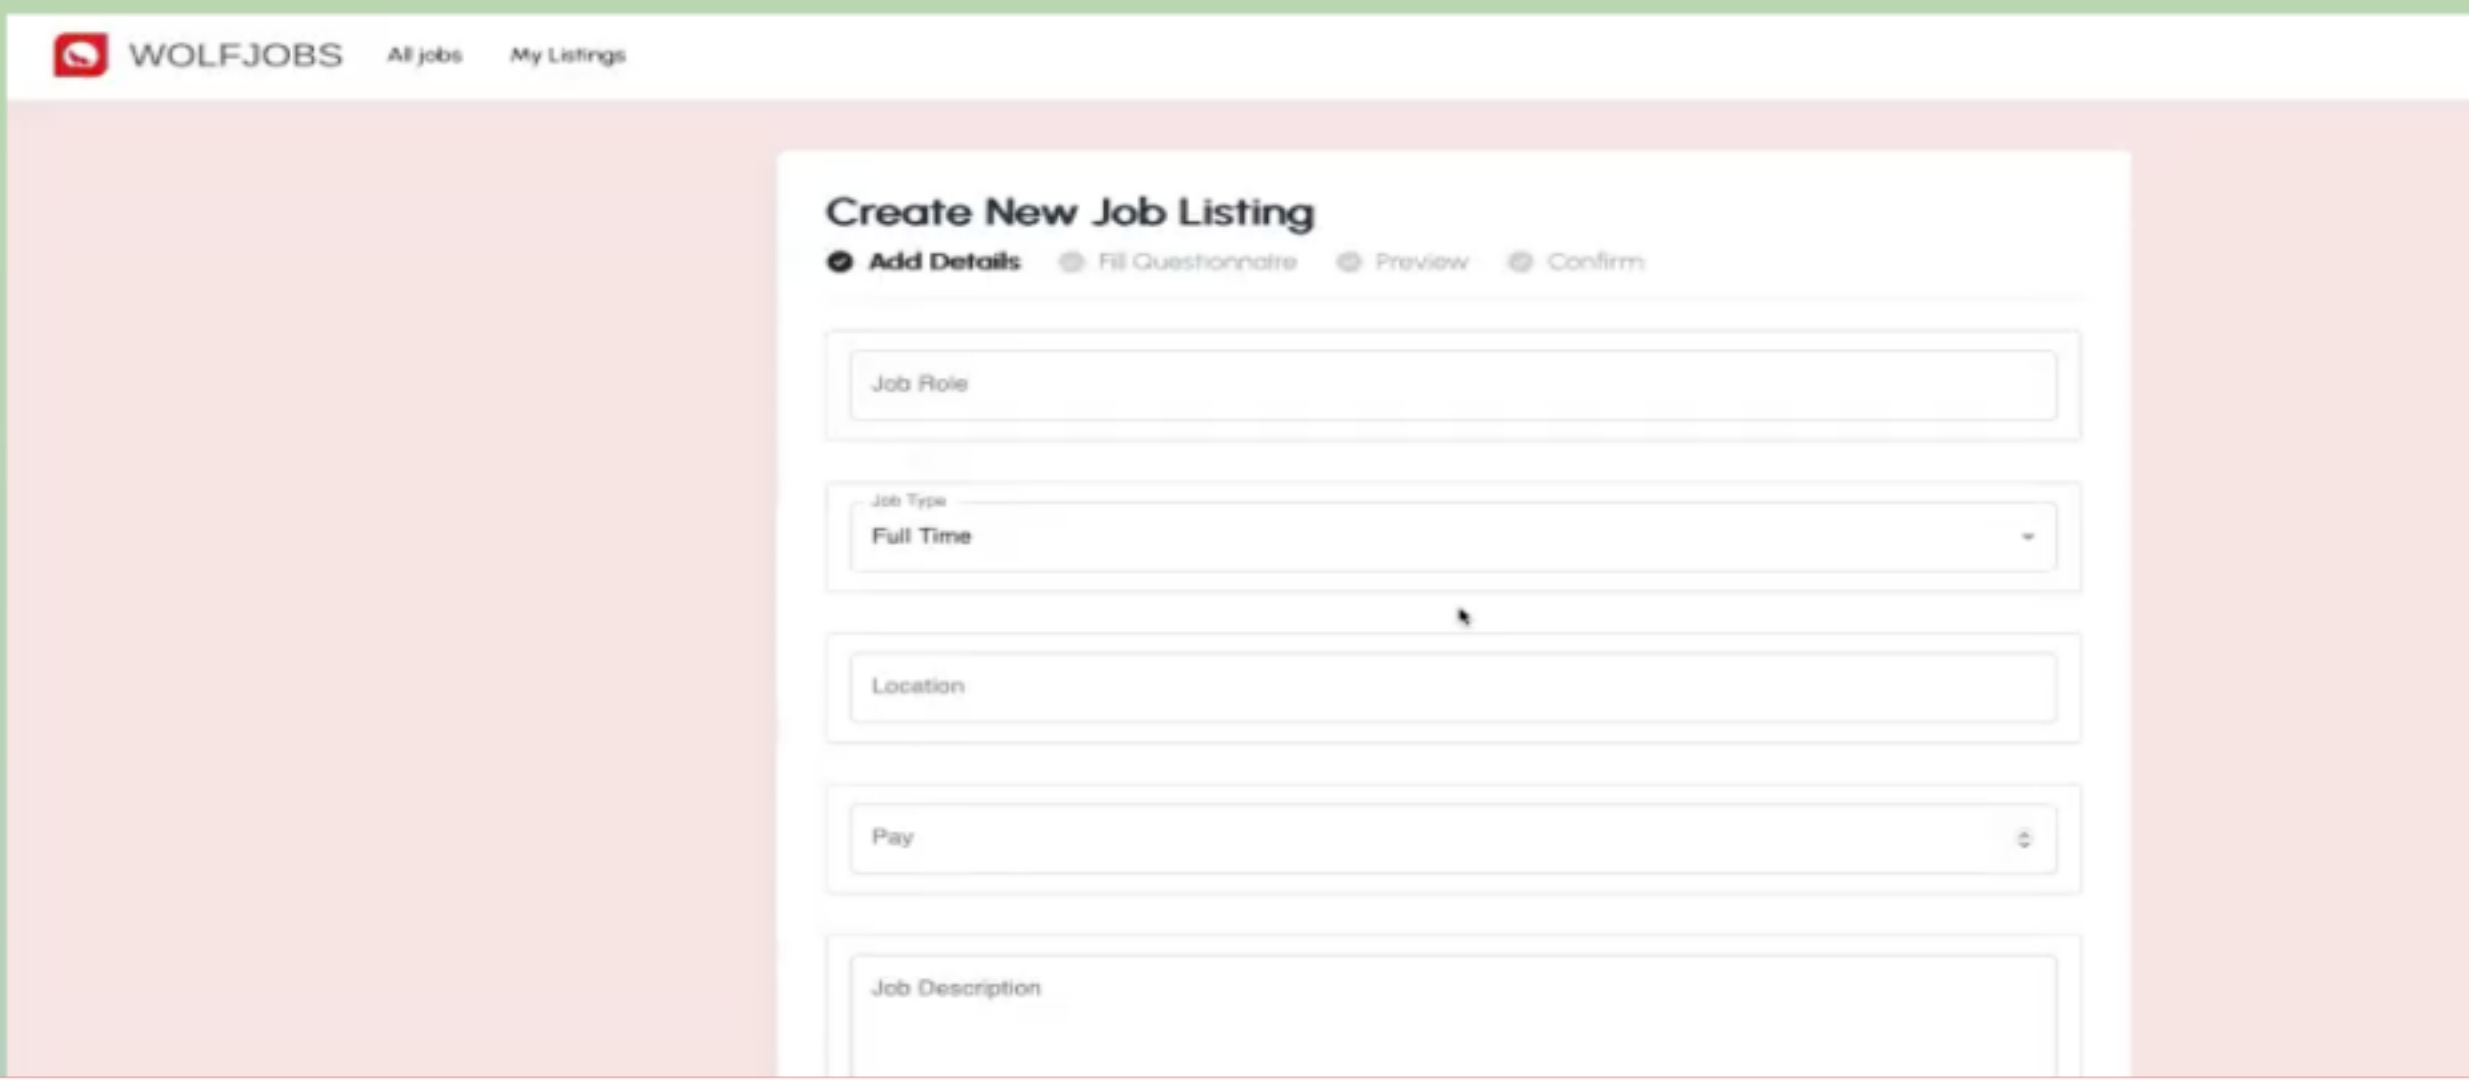 WOLFJOBS All jobs My Listings
Create New Job Listing
Add Details Fill Questionnaire Preview Confirm
Job Role
Job Type
Full Time
Location
Pay
Job Description